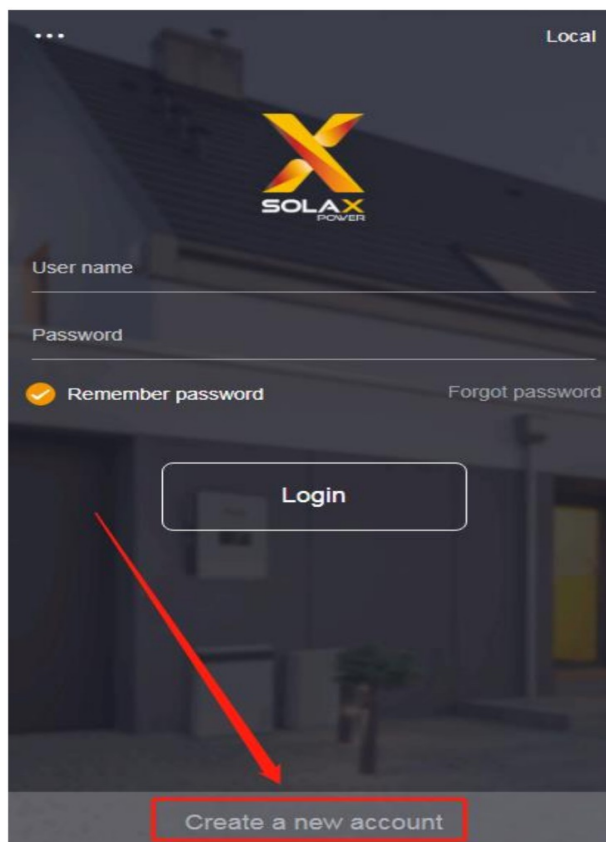 ... Local
SOLAX
POWER
User name
Password
Remember password Forgot password
Login
Create a new account